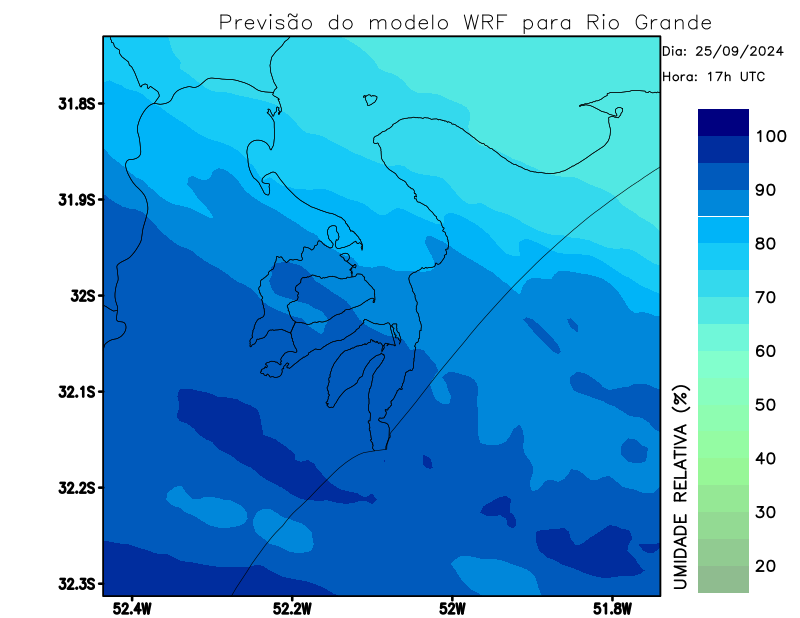 Previsão do modelo WRF para Rio Grande
Dia: 25/09/2024
Hora: 17h UTC
31.8S
31.9S
32S
32.1S
32.2S
32.3S
52.4W
52.2W
52W
51.8W
100
90
80
70
60
50
40
30
20
UMIDADE RELATIVA (%)